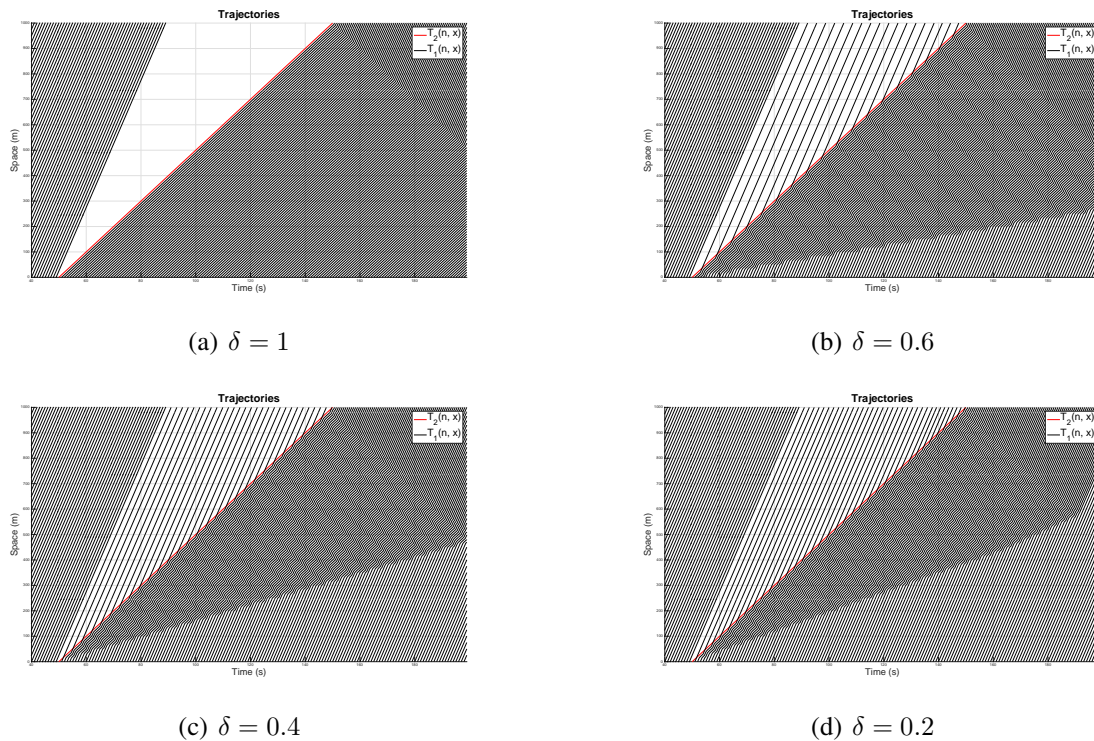 Trajectories
T2(n, x)
T1(n, x)
Space (m)
Time (s)
(a) δ = 1
Trajectories
T2(n, x)
T1(n, x)
Space (m)
Time (s)
(b) δ = 0.6
Trajectories
T2(n, x)
T1(n, x)
Space (m)
Time (s)
(c) δ = 0.4
Trajectories
T2(n, x)
T1(n, x)
Space (m)
Time (s)
(d) δ = 0.2